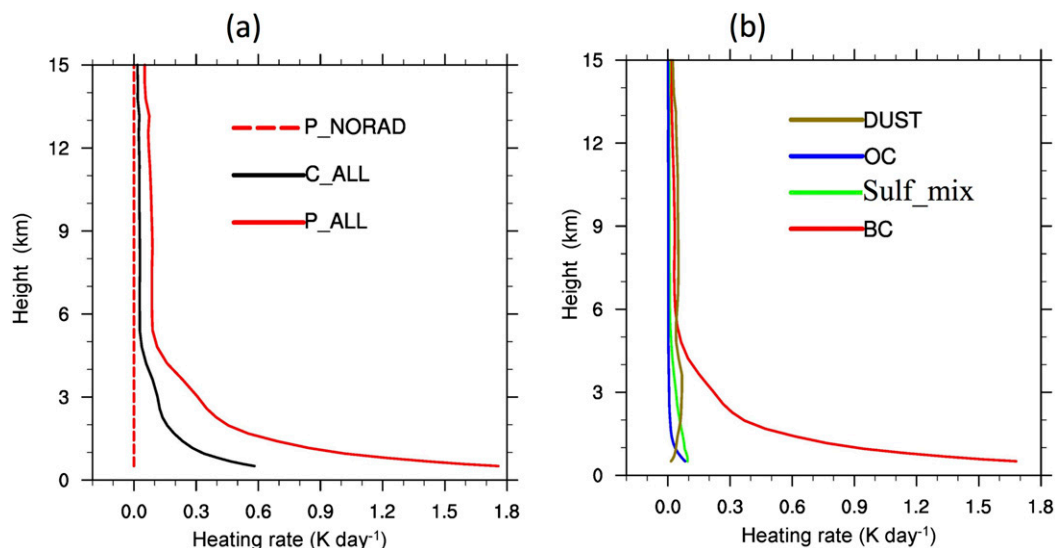 (a)
15
12
9
6
3
0
Height (km)
P_NORAD
C_ALL
P_ALL
0.0 0.3 0.6 0.9 1.2 1.5 1.8
Heating rate (K day-1)
(b)
15
12
9
6
3
0
Height (km)
DUST
OC
Sulf_mix
BC
0.0 0.3 0.6 0.9 1.2 1.5 1.8
Heating rate (K day-1)